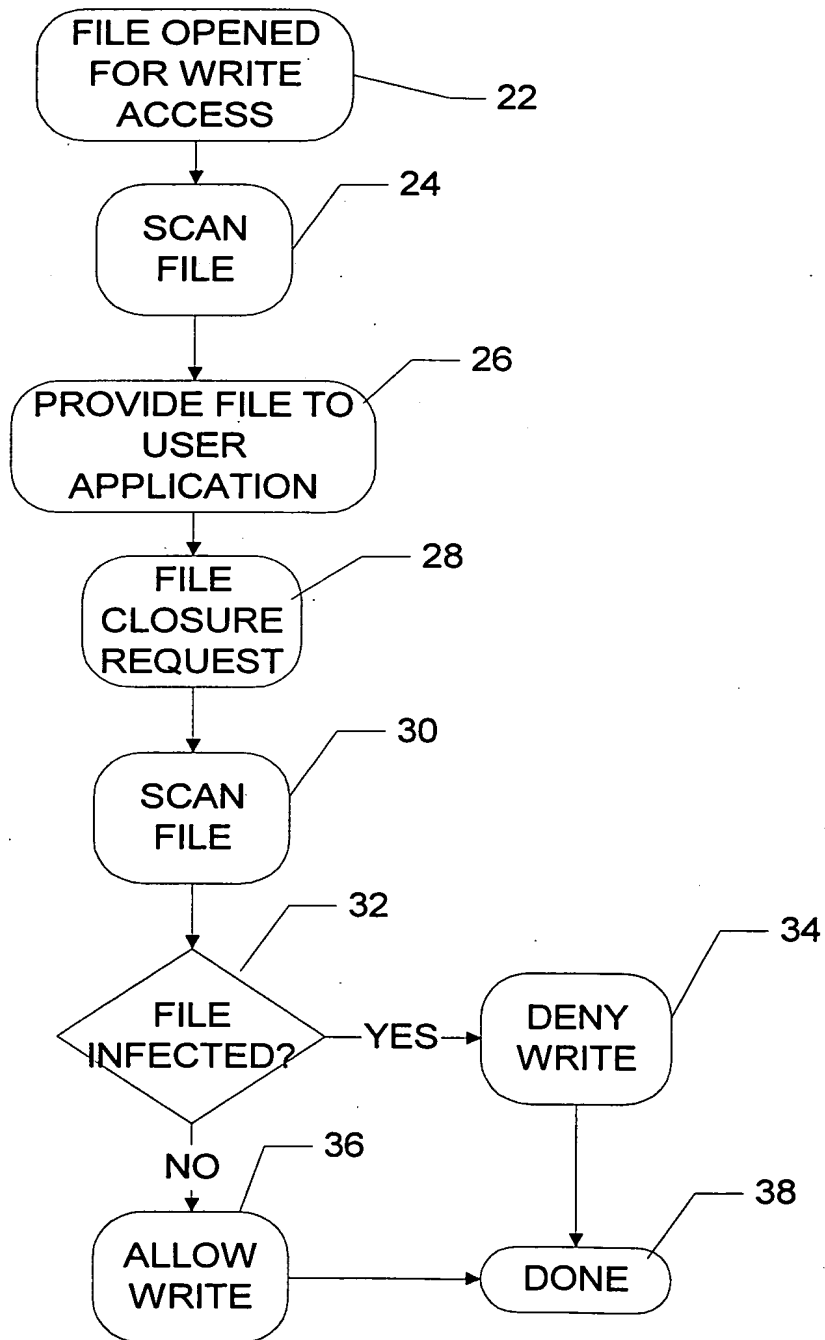 FILE OPENED
FOR WRITE
ACCESS
22
24
SCAN
FILE
26
PROVIDE FILE TO
USER
APPLICATION
28
FILE
CLOSURE
REQUEST
30
SCAN
FILE
32
34
FILE
INFECTED?
YES
DENY
WRITE
NO
36
38
ALLOW
WRITE
DONE